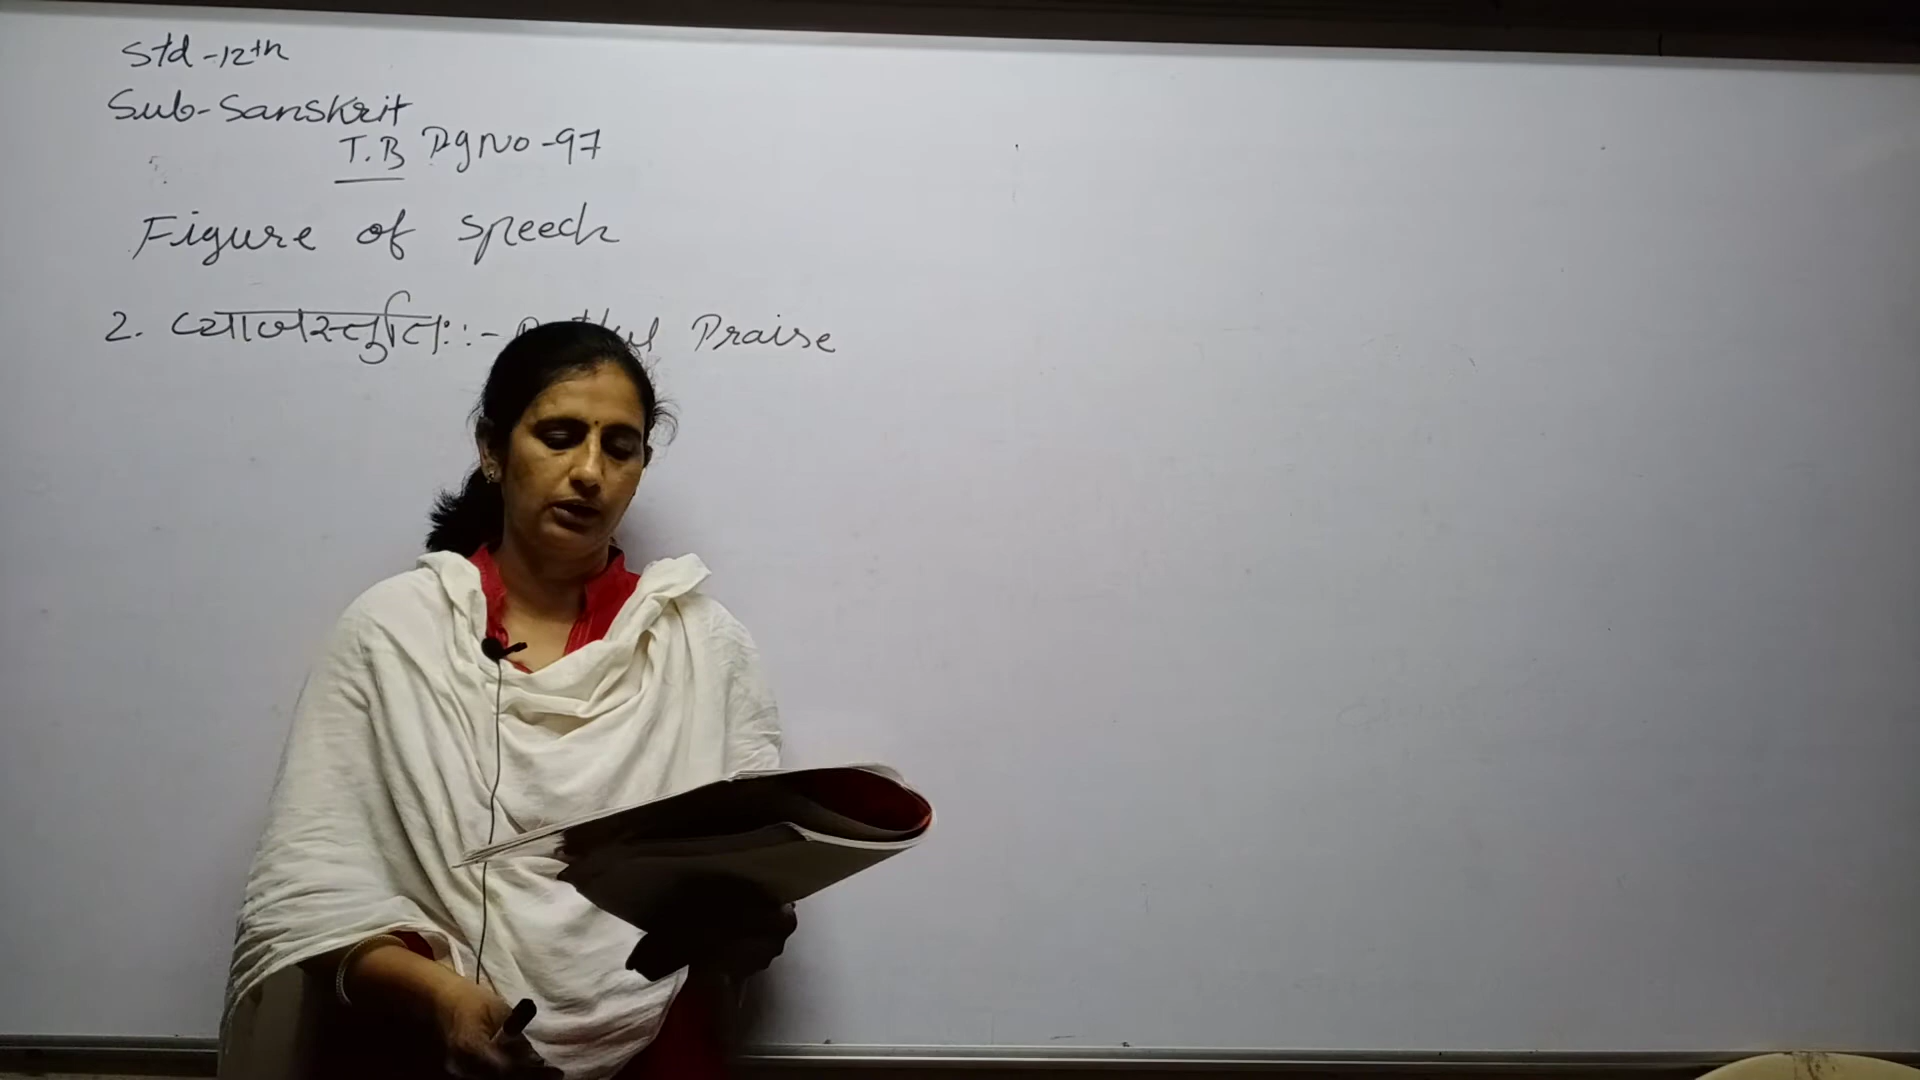 Std-12th
Sub-Sanskrit
T.B Pg No-97
Figure of speech
2. व्याजस्तुतिः:- Praise